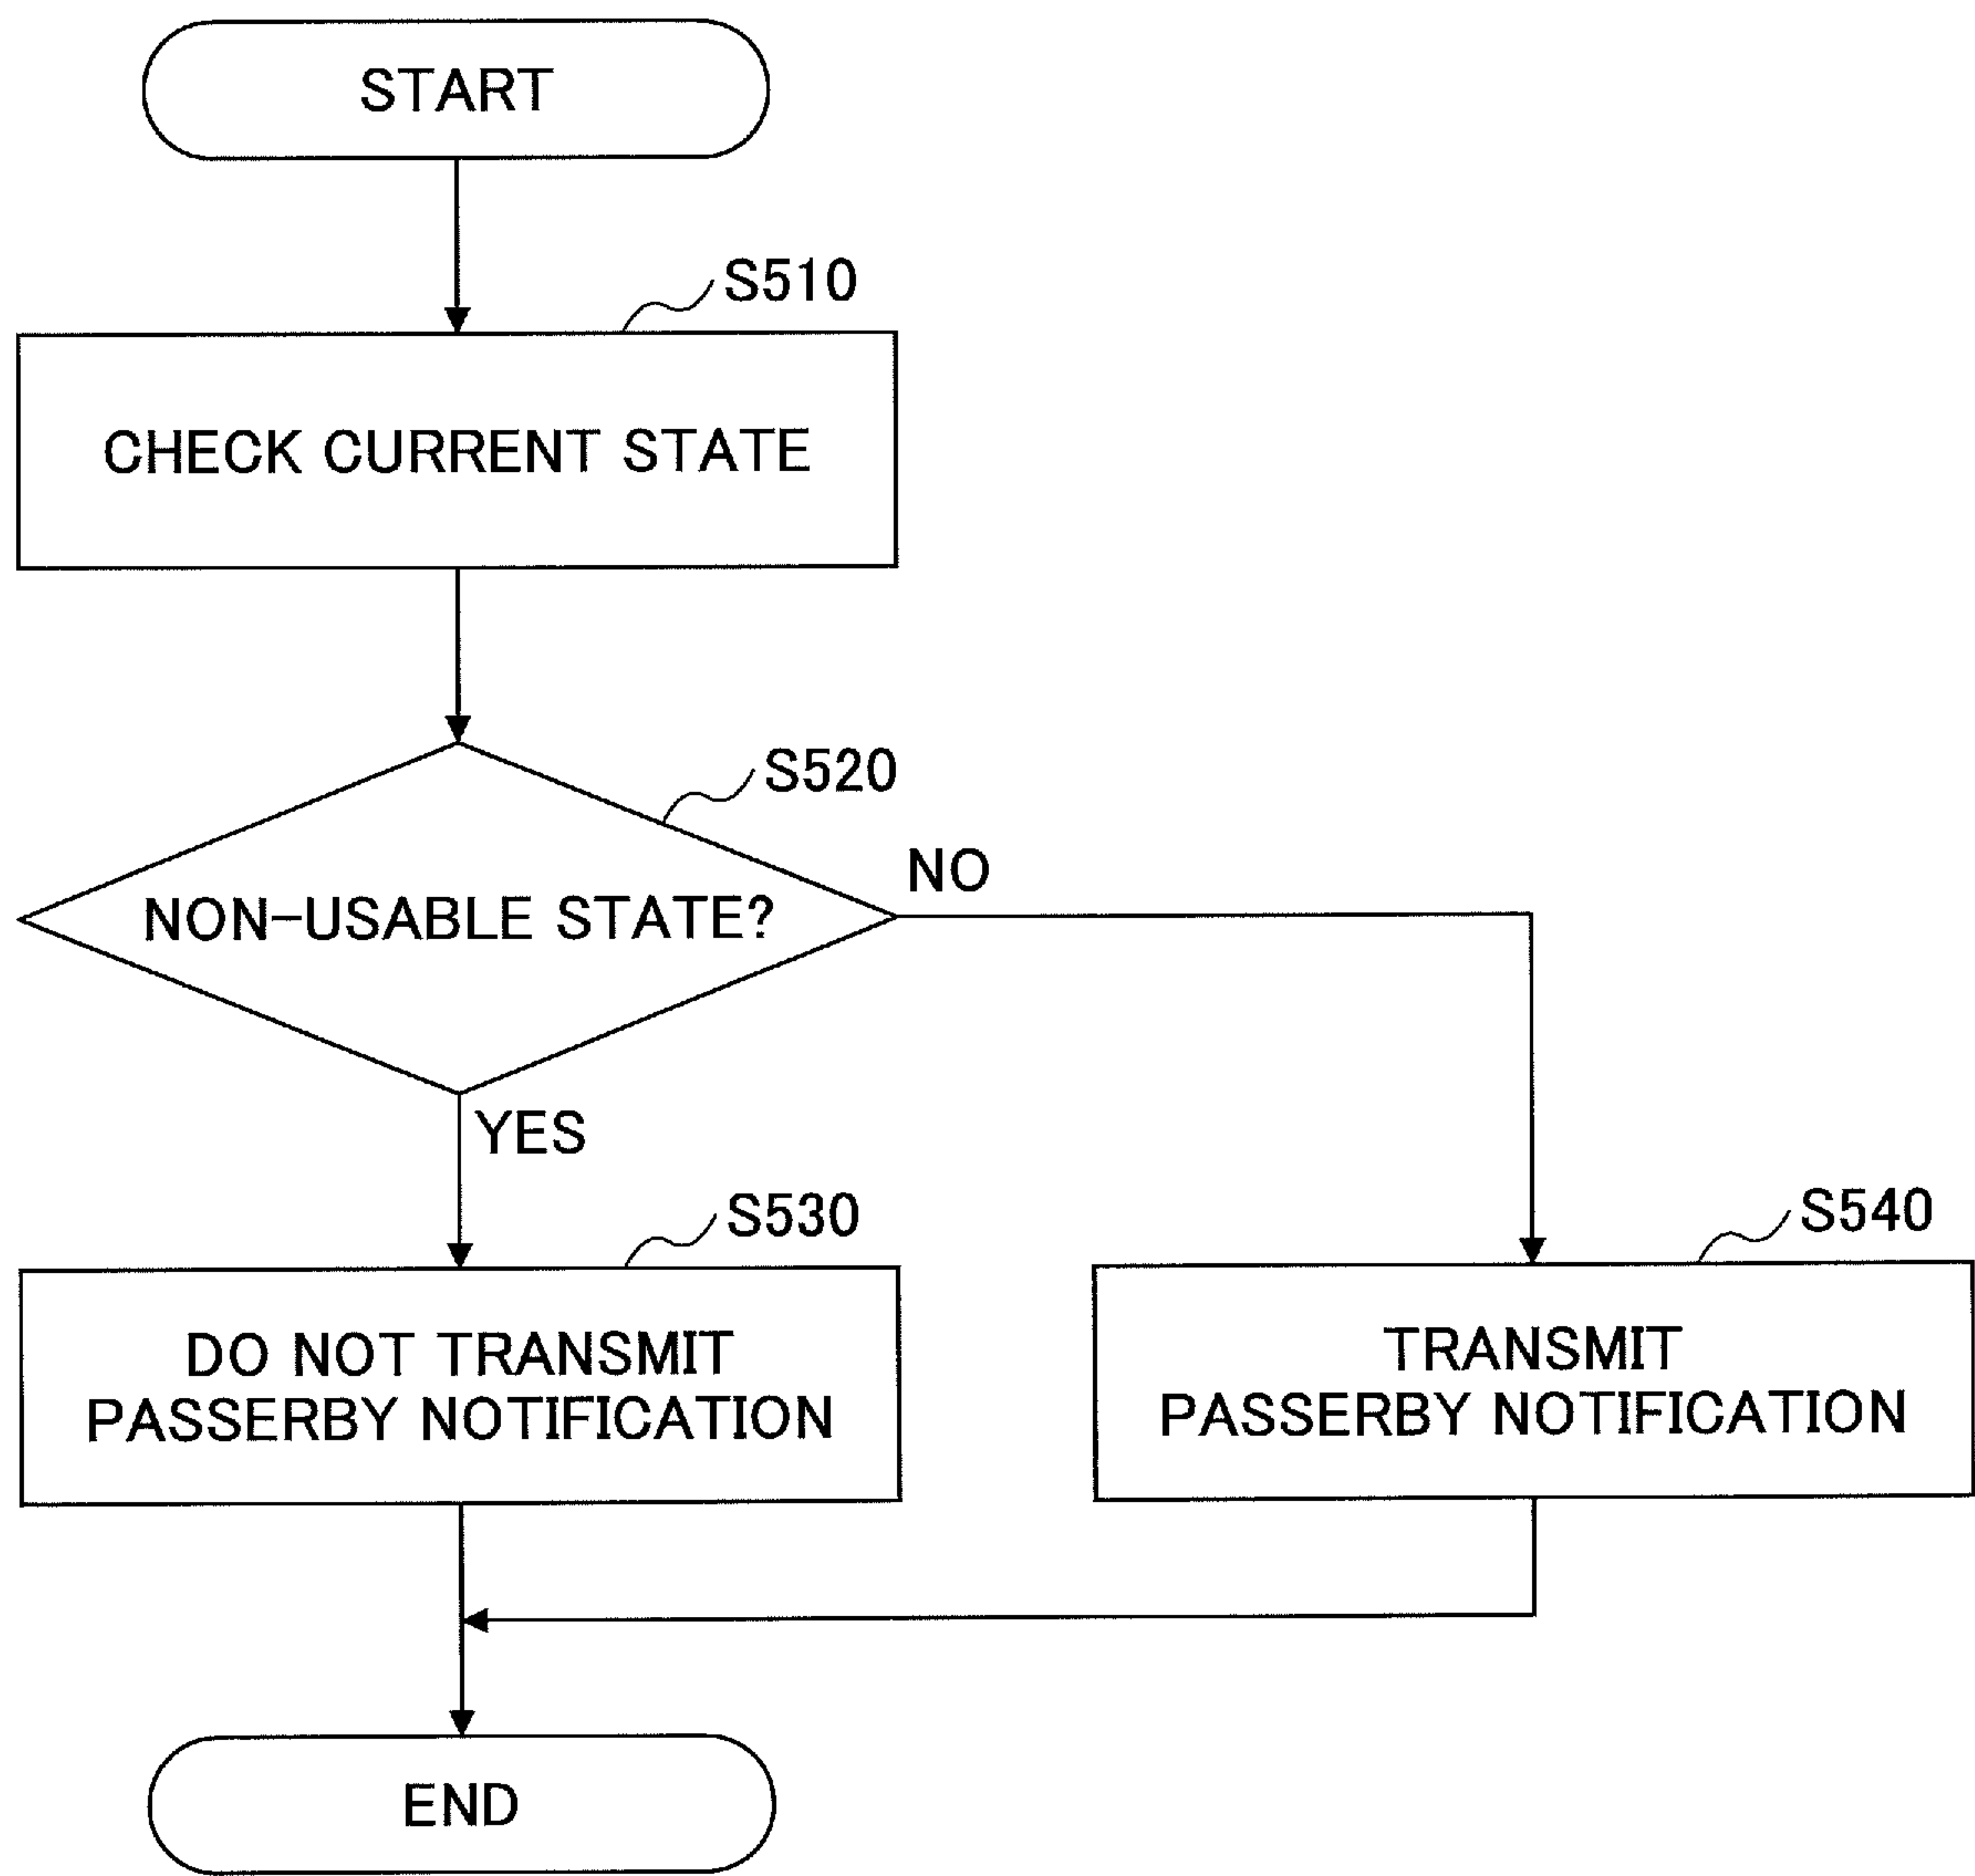 START
S510
CHECK CURRENT STATE
S520
NON-USABLE STATE?
NO
YES
S530
DO NOT TRANSMIT
PASSERBY NOTIFICATION
S540
TRANSMIT
PASSERBY NOTIFICATION
END